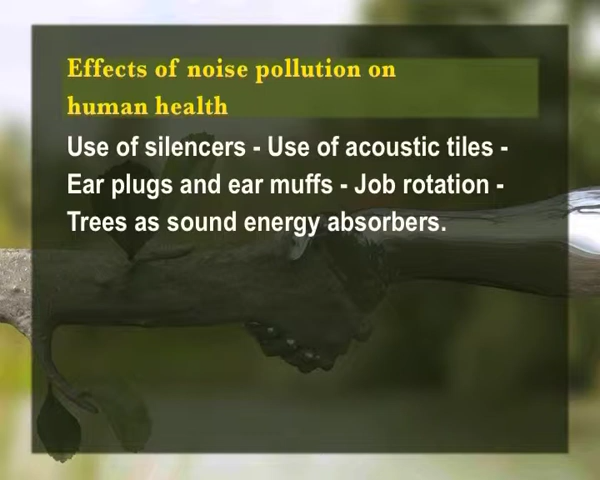 Effects of noise pollution on
human health
Use of silencers - Use of acoustic tiles -
Ear plugs and ear muffs - Job rotation -
Trees as sound energy absorbers.